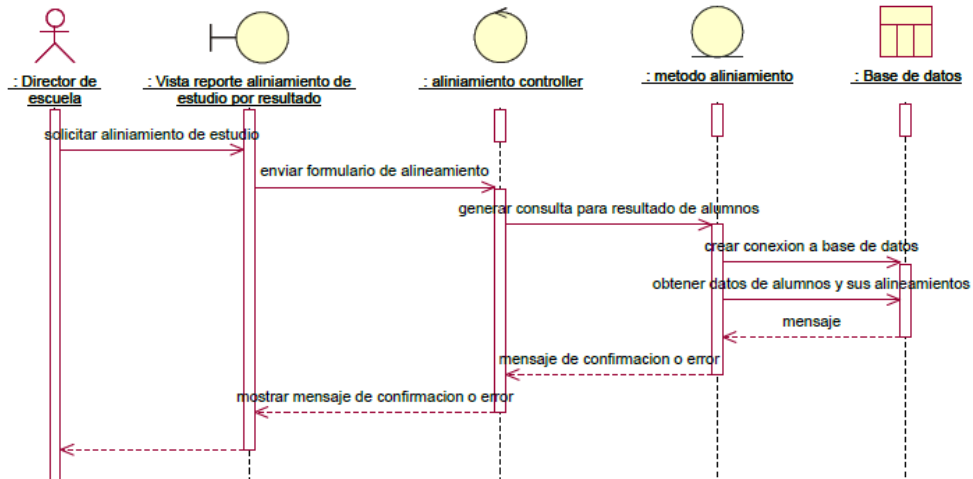 : Director de
escuela
: Vista reporte aliniamiento de
estudio por resultado
: aliniamiento controller
: metodo aliniamiento
: Base de datos
solicitar aliniamiento de estudio
enviar formulario de alineamiento
generar consulta para resultado de alumnos
crear conexion a base de datos
obtener datos de alumnos y sus alineamientos
mensaje
mensaje de confirmacion o error
mostrar mensaje de confirmacion o error